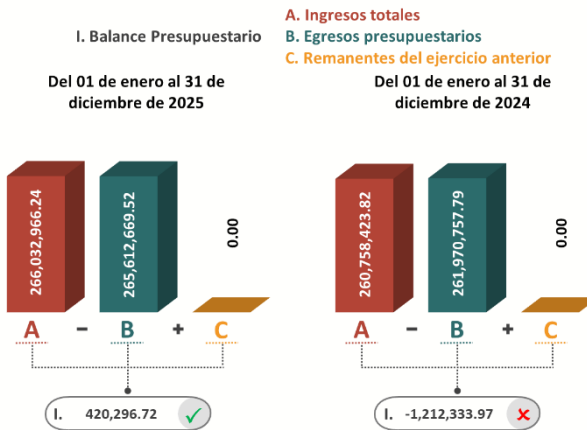 I. Balance Presupuestario
A. Ingresos totales
B. Egresos presupuestarios
C. Remanentes del ejercicio anterior
Del 01 de enero al 31 de
diciembre de 2025
266,032,966.24
265,612,669.52
0.00
A – B + C
I. 420,296.72
Del 01 de enero al 31 de
diciembre de 2024
260,758,423.82
261,970,757.79
0.00
A – B + C
I. -1,212,333.97